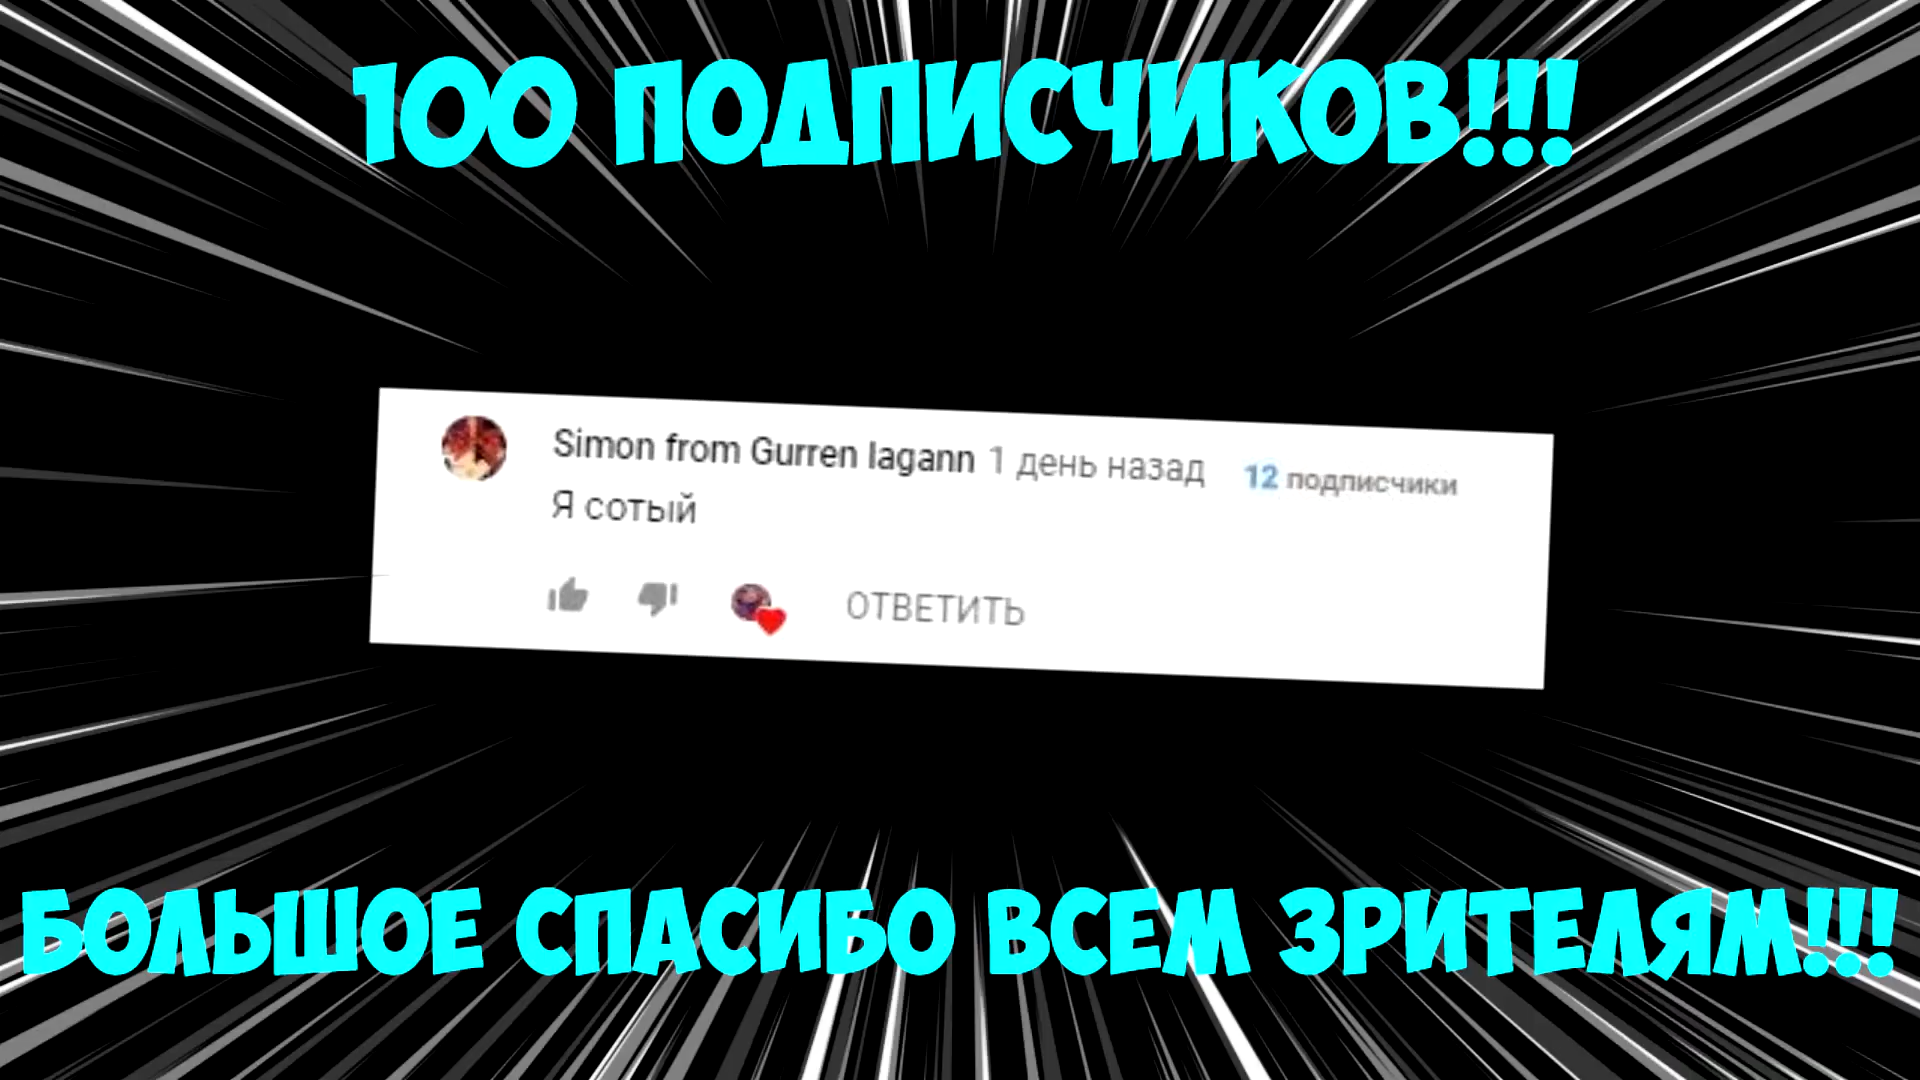 100 ПОДПИСЧИКОВ!!!
Simon from Gurren lagann 1 день назад 12 подписчики
Я сотый
ОТВЕТИТЬ
БОЛЬШОЕ СПАСИБО ВСЕМ ЗРИТЕЛЯМ!!!